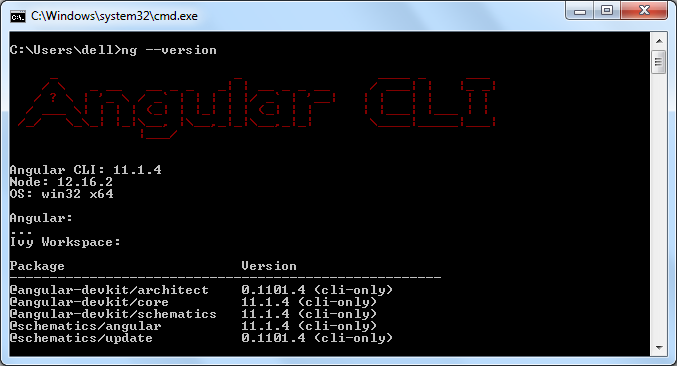 C:\Windows\system32\cmd.exe
C:\Users\dell>ng --version
Angular CLI
Angular CLI: 11.1.4
Node: 12.16.2
OS: win32 x64
Angular:
...
Ivy Workspace:
Package Version
------------------------------------------------------
@angular-devkit/architect 0.1101.4 (cli-only)
@angular-devkit/core 11.1.4 (cli-only)
@angular-devkit/schematics 11.1.4 (cli-only)
@schematics/angular 11.1.4 (cli-only)
@schematics/update 0.1101.4 (cli-only)